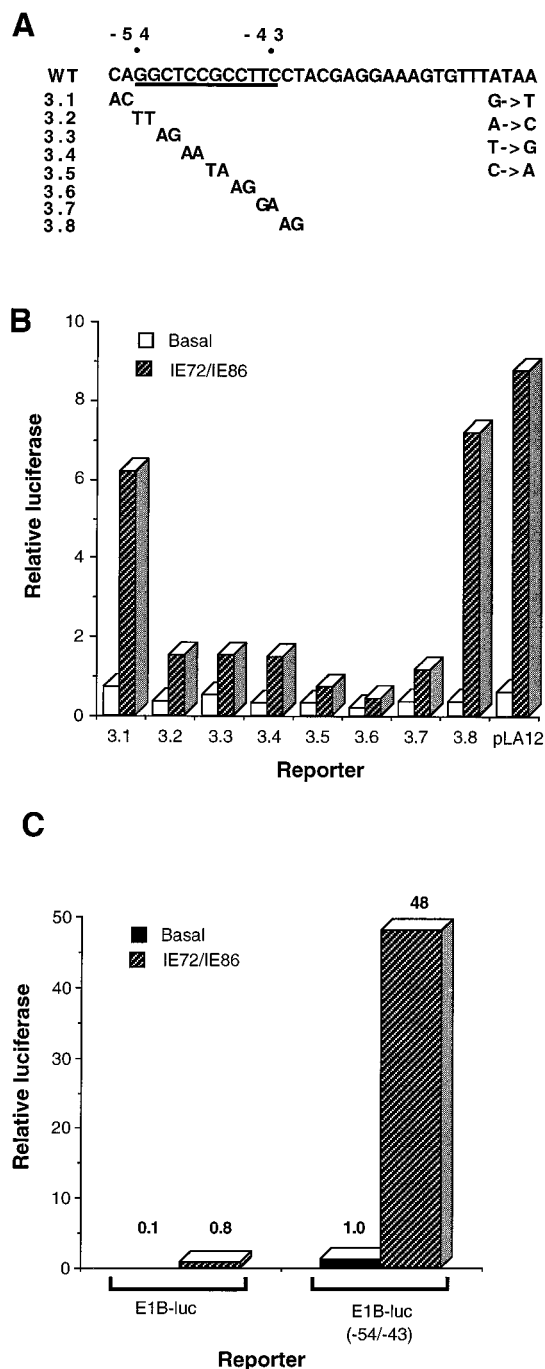 A
-54 -43
WT CAGGCTCCGCCTTCCTACGAGGAAAGTGTTTATAA
3.1 AC G->T
3.2 TT A->C
3.3 AG T->G
3.4 AA C->A
3.5 TA
3.6 AG
3.7 GA
3.8 AG
B
10
Basal
IE72/IE86
8
6
4
2
0
Relative luciferase
3.1 3.2 3.3 3.4 3.5 3.6 3.7 3.8 pLA12
Reporter
C
48
50
Basal
IE72/IE86
40
30
20
10
0
Relative luciferase
0.1 0.8 1.0
E1B-luc E1B-luc
(-54/-43)
Reporter